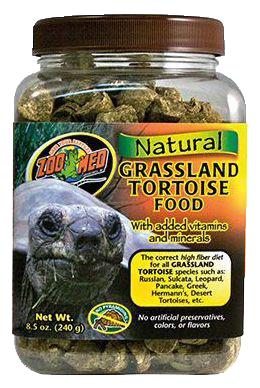 ZOO MED
Natural
GRASSLAND
TORTOISE
FOOD
With added vitamins
and minerals
The correct high fiber diet
for all GRASSLAND
TORTOISE species such as:
Russian, Sulcata, Leopard,
Pancake, Greek,
Hermann's, Desert
Tortoises, etc.
Net Wt.
8.5 oz. (240 g)
No artificial preservatives,
colors, or flavors